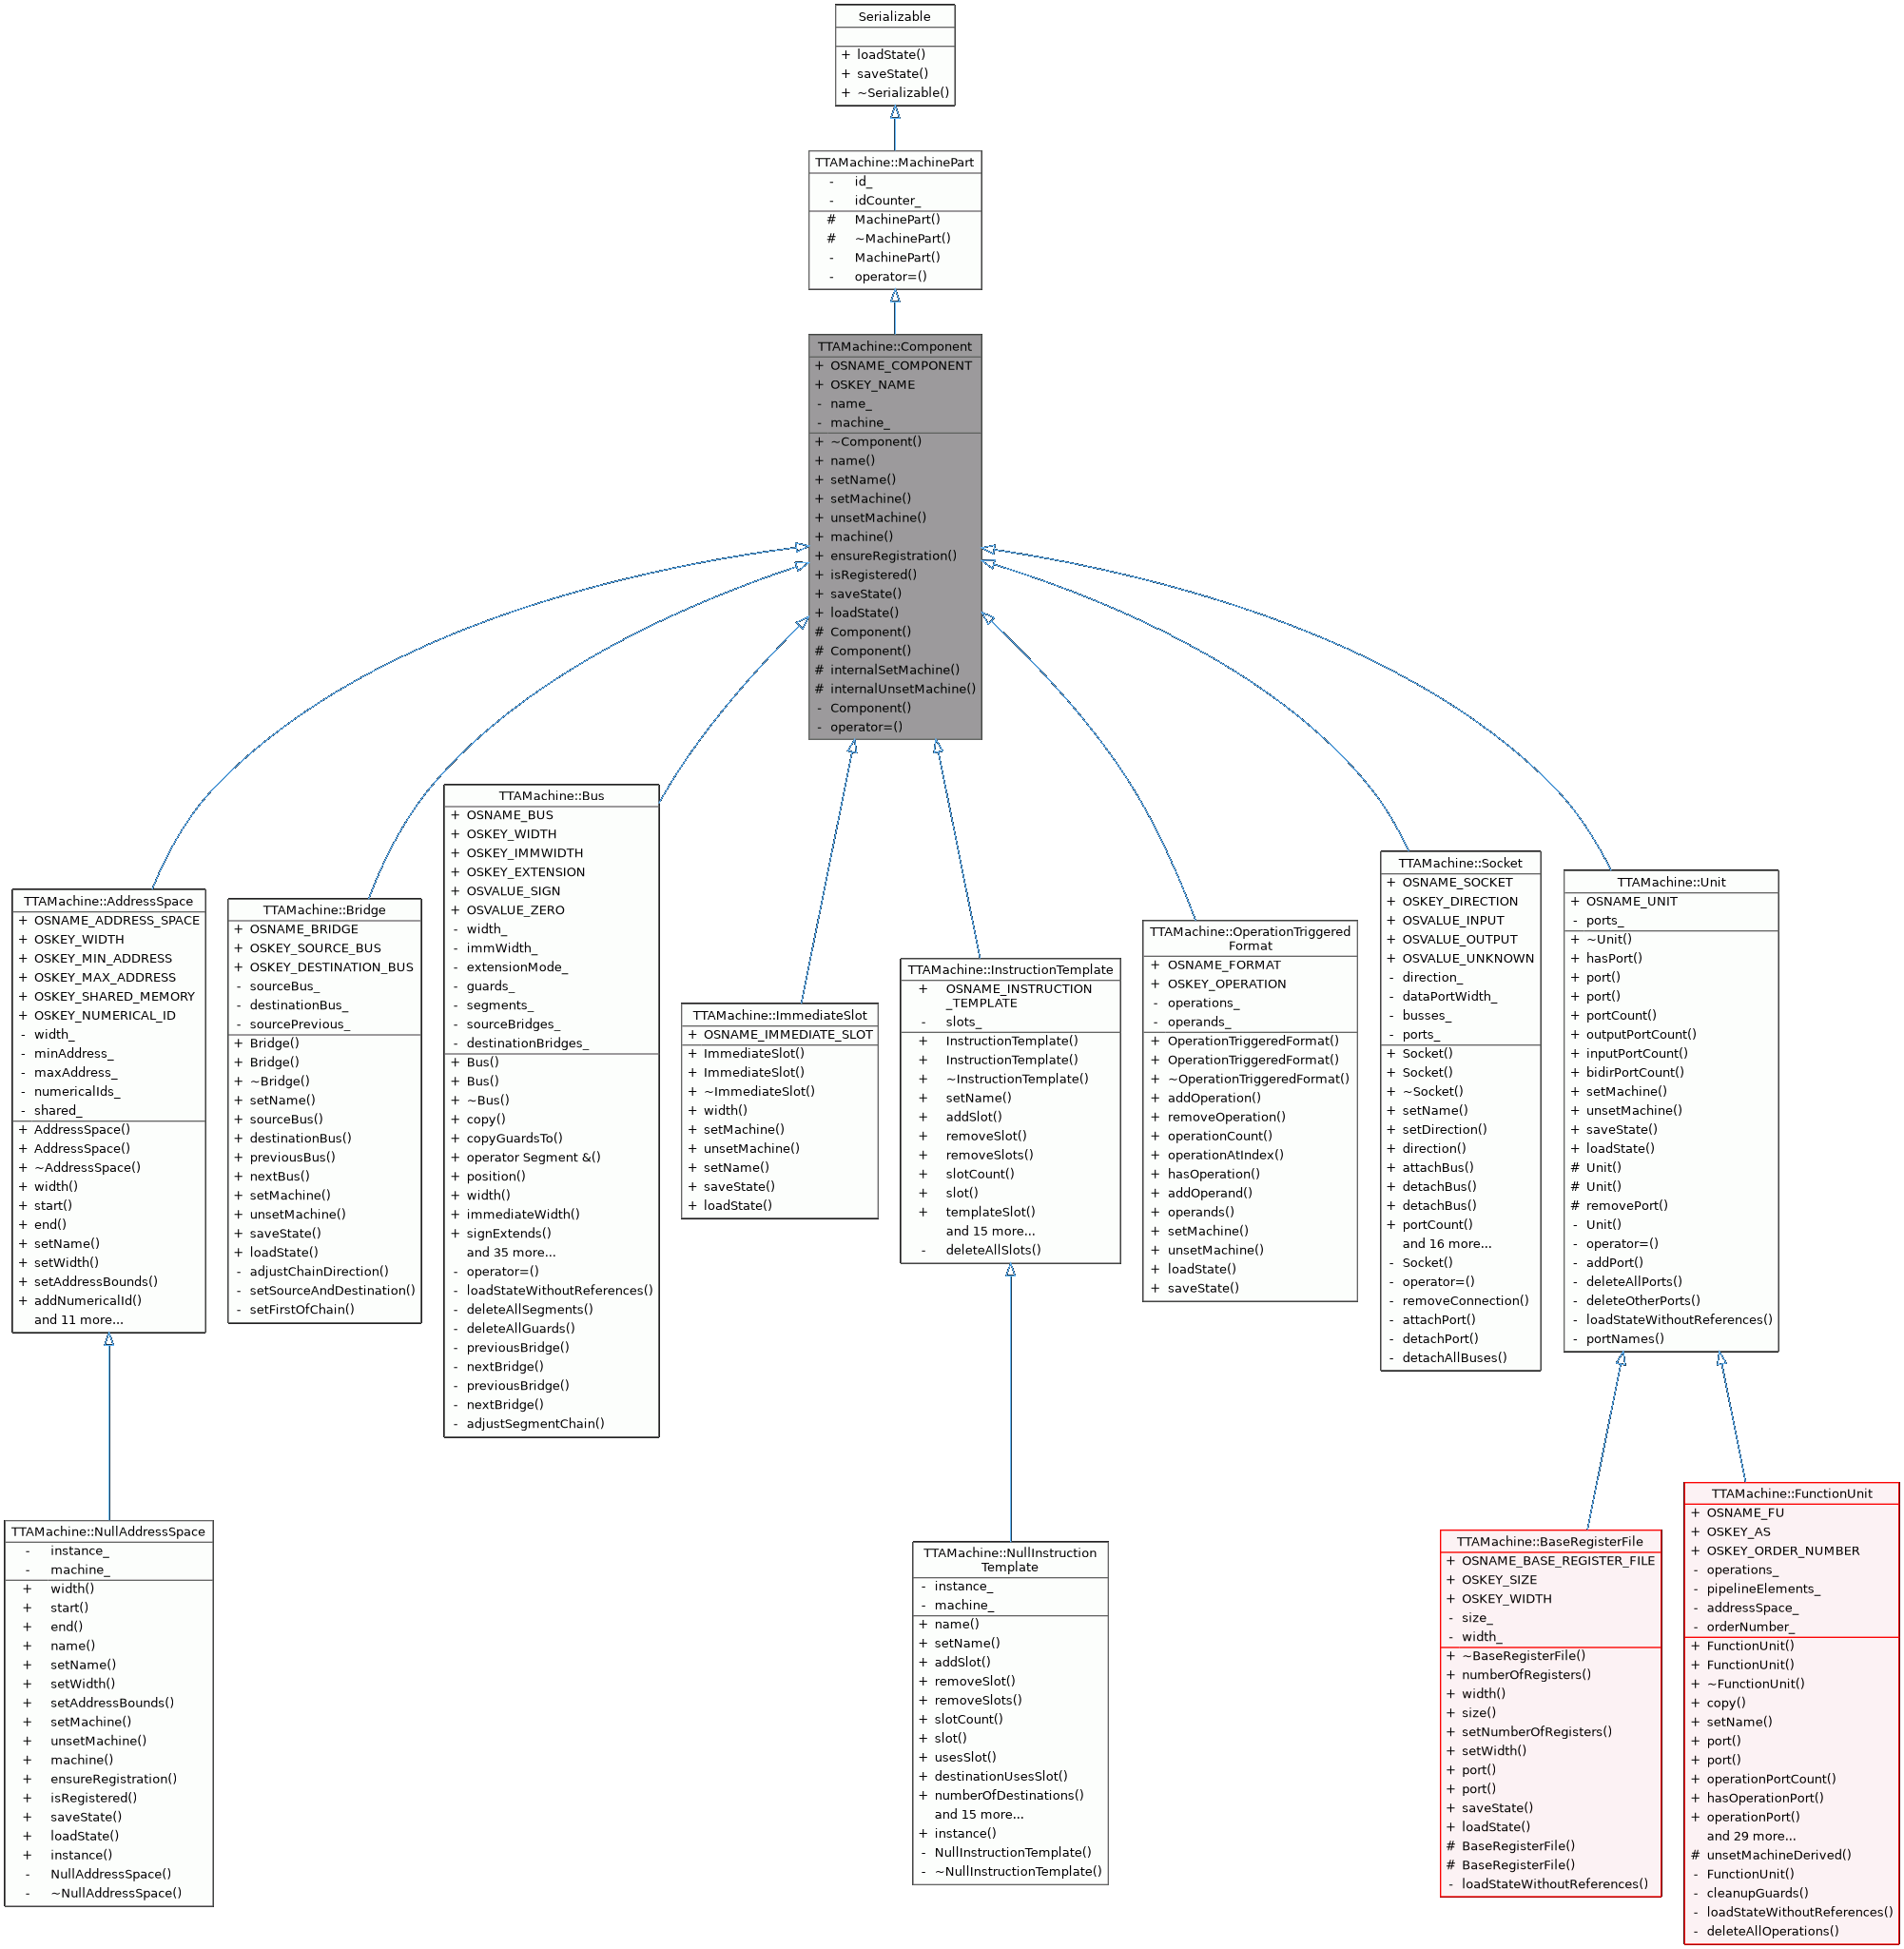 Serializable
+ loadState()
+ saveState()
+ ~Serializable()
TTAMachine::MachinePart
- id_
- idCounter_
# MachinePart()
# ~MachinePart()
- MachinePart()
- operator=()
TTAMachine::Component
+ OSNAME_COMPONENT
+ OSKEY_NAME
- name_
- machine_
+ ~Component()
+ name()
+ setName()
+ setMachine()
+ unsetMachine()
+ machine()
+ ensureRegistration()
+ isRegistered()
+ saveState()
+ loadState()
# Component()
# Component()
# internalSetMachine()
# internalUnsetMachine()
- Component()
- operator=()
TTAMachine::AddressSpace
+ OSNAME_ADDRESS_SPACE
+ OSKEY_WIDTH
+ OSKEY_MIN_ADDRESS
+ OSKEY_MAX_ADDRESS
+ OSKEY_SHARED_MEMORY
+ OSKEY_NUMERICAL_ID
- width_
- minAddress_
- maxAddress_
- numericalIds_
- shared_
+ AddressSpace()
+ AddressSpace()
+ ~AddressSpace()
+ width()
+ start()
+ end()
+ setName()
+ setWidth()
+ setAddressBounds()
+ addNumericalId()
and 11 more...
TTAMachine::Bridge
+ OSNAME_BRIDGE
+ OSKEY_SOURCE_BUS
+ OSKEY_DESTINATION_BUS
- sourceBus_
- destinationBus_
- sourcePrevious_
+ Bridge()
+ Bridge()
+ ~Bridge()
+ setName()
+ sourceBus()
+ destinationBus()
+ previousBus()
+ nextBus()
+ setMachine()
+ unsetMachine()
+ saveState()
+ loadState()
- adjustChainDirection()
- setSourceAndDestination()
- setFirstOfChain()
TTAMachine::Bus
+ OSNAME_BUS
+ OSKEY_WIDTH
+ OSKEY_IMMWIDTH
+ OSKEY_EXTENSION
+ OSVALUE_SIGN
+ OSVALUE_ZERO
- width_
- immWidth_
- extensionMode_
- guards_
- segments_
- sourceBridges_
- destinationBridges_
+ Bus()
+ Bus()
+ ~Bus()
+ copy()
+ copyGuardsTo()
+ operator Segment &()
+ position()
+ width()
+ immediateWidth()
+ signExtends()
and 35 more...
- operator=()
- loadStateWithoutReferences()
- deleteAllSegments()
- deleteAllGuards()
- previousBridge()
- nextBridge()
- previousBridge()
- nextBridge()
- adjustSegmentChain()
TTAMachine::ImmediateSlot
+ OSNAME_IMMEDIATE_SLOT
+ ImmediateSlot()
+ ImmediateSlot()
+ ~ImmediateSlot()
+ width()
+ setMachine()
+ unsetMachine()
+ setName()
+ saveState()
+ loadState()
TTAMachine::InstructionTemplate
+ OSNAME_INSTRUCTION
_TEMPLATE
- slots_
+ InstructionTemplate()
+ InstructionTemplate()
+ ~InstructionTemplate()
+ setName()
+ addSlot()
+ removeSlot()
+ removeSlots()
+ slotCount()
+ slot()
+ templateSlot()
and 15 more...
- deleteAllSlots()
TTAMachine::OperationTriggered
Format
+ OSNAME_FORMAT
+ OSKEY_OPERATION
- operations_
- operands_
+ OperationTriggeredFormat()
+ OperationTriggeredFormat()
+ ~OperationTriggeredFormat()
+ addOperation()
+ removeOperation()
+ operationCount()
+ operationAtIndex()
+ hasOperation()
+ addOperand()
+ operands()
+ setMachine()
+ unsetMachine()
+ loadState()
+ saveState()
TTAMachine::Socket
+ OSNAME_SOCKET
+ OSKEY_DIRECTION
+ OSVALUE_INPUT
+ OSVALUE_OUTPUT
+ OSVALUE_UNKNOWN
- direction_
- dataPortWidth_
- busses_
- ports_
+ Socket()
+ Socket()
+ ~Socket()
+ setName()
+ setDirection()
+ direction()
+ attachBus()
+ detachBus()
+ detachBus()
+ portCount()
and 16 more...
- Socket()
- operator=()
- removeConnection()
- attachPort()
- detachPort()
- detachAllBuses()
TTAMachine::Unit
+ OSNAME_UNIT
- ports_
+ ~Unit()
+ hasPort()
+ port()
+ port()
+ portCount()
+ outputPortCount()
+ inputPortCount()
+ bidirPortCount()
+ setMachine()
+ unsetMachine()
+ saveState()
+ loadState()
# Unit()
# Unit()
# removePort()
- Unit()
- operator=()
- addPort()
- deleteAllPorts()
- deleteOtherPorts()
- loadStateWithoutReferences()
- portNames()
TTAMachine::NullAddressSpace
- instance_
- machine_
+ width()
+ start()
+ end()
+ name()
+ setName()
+ setWidth()
+ setAddressBounds()
+ setMachine()
+ unsetMachine()
+ machine()
+ ensureRegistration()
+ isRegistered()
+ saveState()
+ loadState()
+ instance()
- NullAddressSpace()
- ~NullAddressSpace()
TTAMachine::NullInstruction
Template
- instance_
- machine_
+ name()
+ setName()
+ addSlot()
+ removeSlot()
+ removeSlots()
+ slotCount()
+ slot()
+ usesSlot()
+ destinationUsesSlot()
+ numberOfDestinations()
and 15 more...
+ instance()
- NullInstructionTemplate()
- ~NullInstructionTemplate()
TTAMachine::BaseRegisterFile
+ OSNAME_BASE_REGISTER_FILE
+ OSKEY_SIZE
+ OSKEY_WIDTH
- size_
- width_
+ ~BaseRegisterFile()
+ numberOfRegisters()
+ width()
+ size()
+ setNumberOfRegisters()
+ setWidth()
+ port()
+ port()
+ saveState()
+ loadState()
# BaseRegisterFile()
# BaseRegisterFile()
- loadStateWithoutReferences()
TTAMachine::FunctionUnit
+ OSNAME_FU
+ OSKEY_AS
+ OSKEY_ORDER_NUMBER
- operations_
- pipelineElements_
- addressSpace_
- orderNumber_
+ FunctionUnit()
+ FunctionUnit()
+ ~FunctionUnit()
+ copy()
+ setName()
+ port()
+ port()
+ operationPortCount()
+ hasOperationPort()
+ operationPort()
and 29 more...
# unsetMachineDerived()
- FunctionUnit()
- cleanupGuards()
- loadStateWithoutReferences()
- deleteAllOperations()